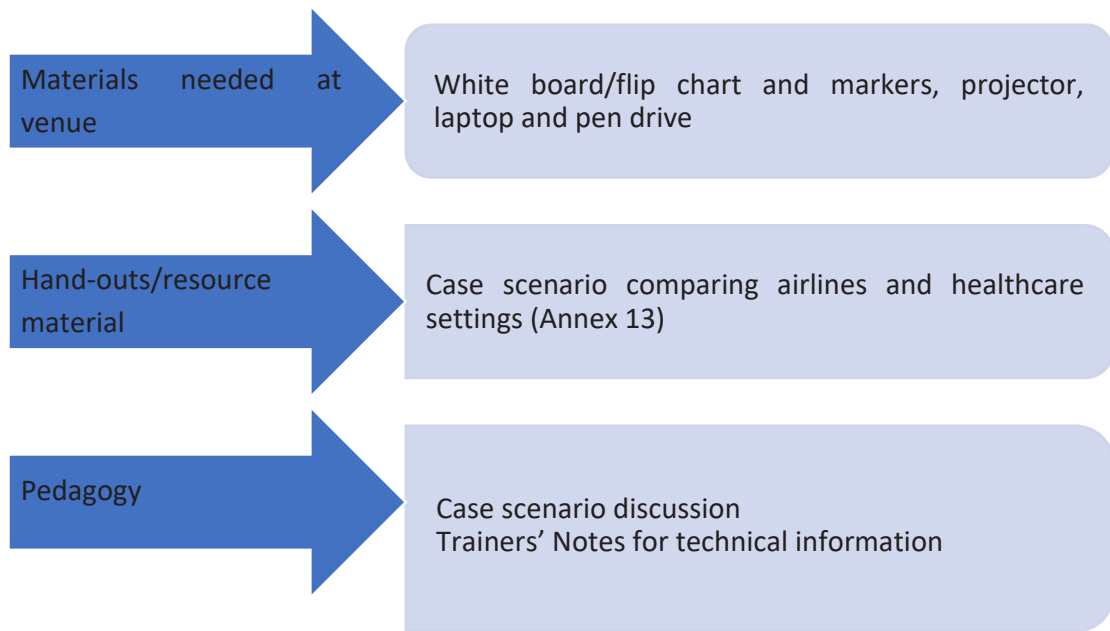 Materials needed at
venue
White board/flip chart and markers, projector,
laptop and pen drive
Hand-outs/resource
material
Case scenario comparing airlines and healthcare
settings (Annex 13)
Pedagogy
Case scenario discussion
Trainers’ Notes for technical information